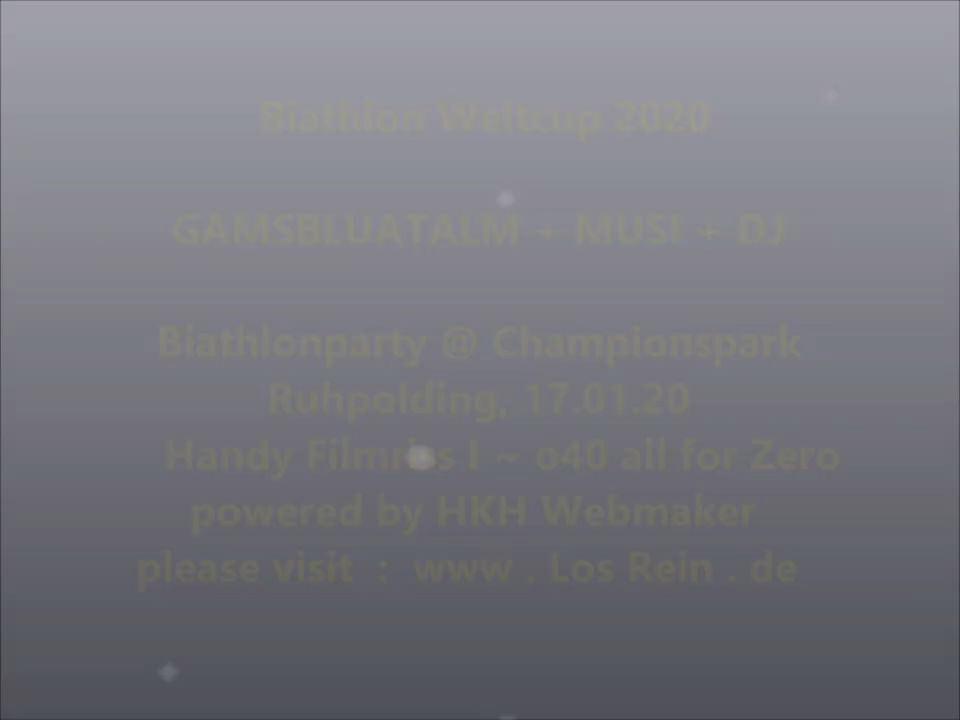 Biathlon Weltcup 2020
GAMSBLUATALM + MUSI + DJ
Biathlonparty @ Championspark
Ruhpolding, 17.01.20
Handy Filmriss I ~ o40 all for Zero
powered by HKH Webmaker
please visit : www . Los Rein . de